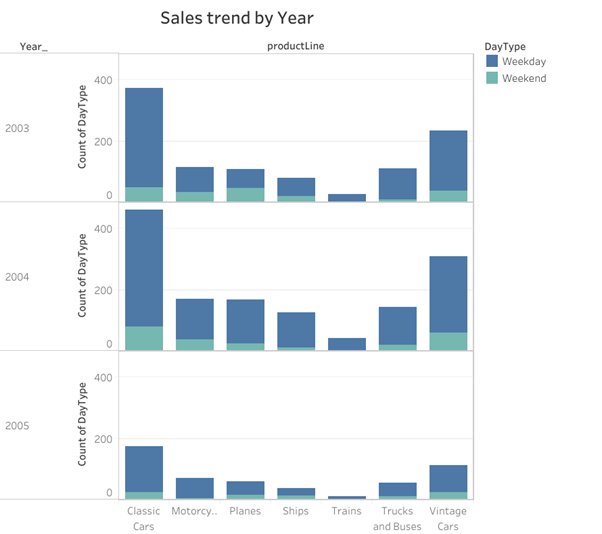 Sales trend by Year
Year_
productLine
DayType
Weekday
Weekend
2003
Count of DayType
400
200
0
2004
Count of DayType
400
200
0
2005
Count of DayType
400
200
0
Classic
Cars
Motorcy..
Planes
Ships
Trains
Trucks
and Buses
Vintage
Cars